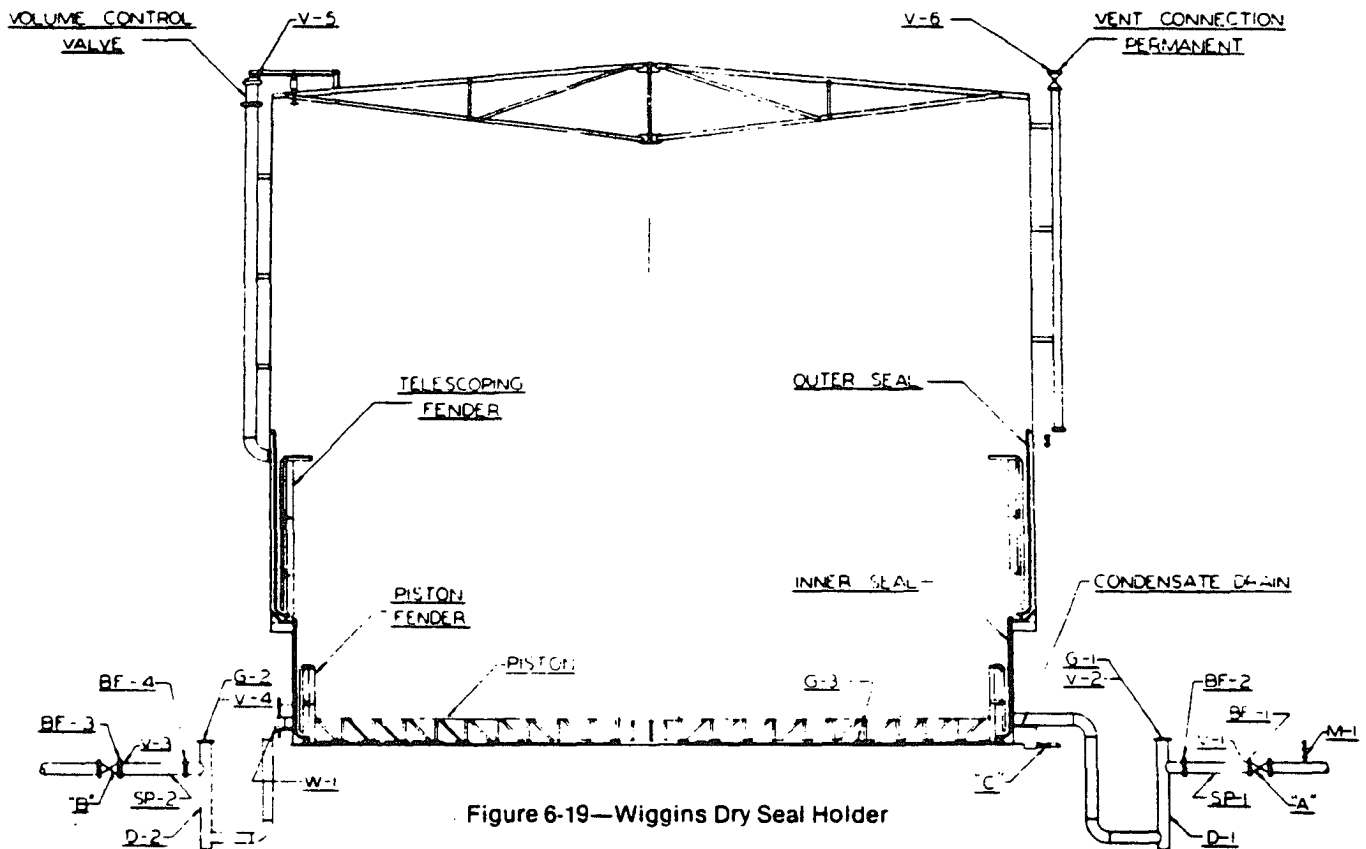 VOLUME CONTROL
VALVE
V-5
V-6
VENT CONNECTION
PERMANENT
TELESCOPING
FENDER
OUTER SEAL
PISTON
FENDER
INNER SEAL
CONDENSATE DRAIN
PISTON
G-3
BF-4
G-2
V-4
BF-3
V-3
G-1
V-2
BF-2
BF-1
V-1
M-1
"B"
SP-2
W-1
"C"
SP-1
"A"
D-2
D-1
Figure 6-19—Wiggins Dry Seal Holder